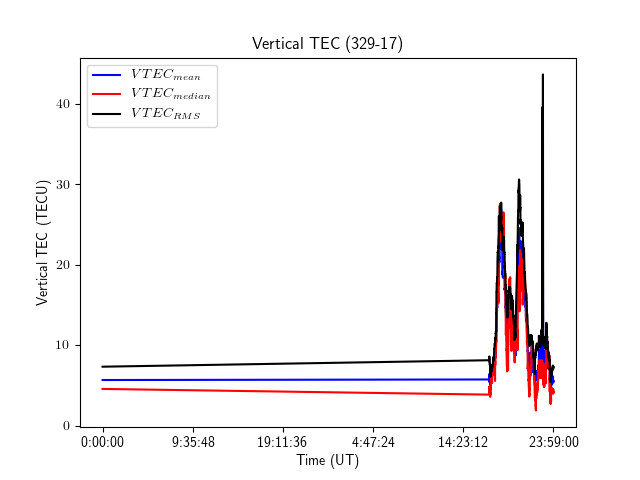 Vertical TEC (329-17)
VTEC_mean
VTEC_median
VTEC_RMS
Vertical TEC (TECU)
40
30
20
10
0
0:00:00 9:35:48 19:11:36 4:47:24 14:23:12 23:59:00
Time (UT)